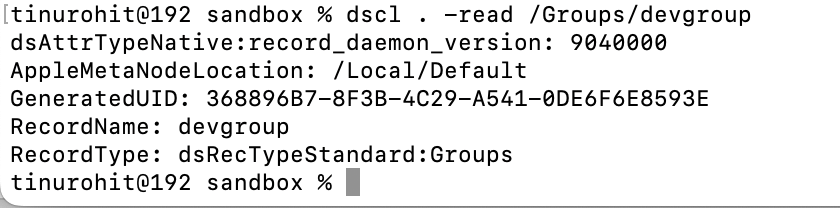 [tinurohit@192 sandbox % dscl . -read /Groups/devgroup
dsAttrTypeNative:record_daemon_version: 9040000
AppleMetaNodeLocation: /Local/Default
GeneratedUID: 368896B7-8F3B-4C29-A541-0DE6F6E8593E
RecordName: devgroup
RecordType: dsRecTypeStandard:Groups
tinurohit@192 sandbox %